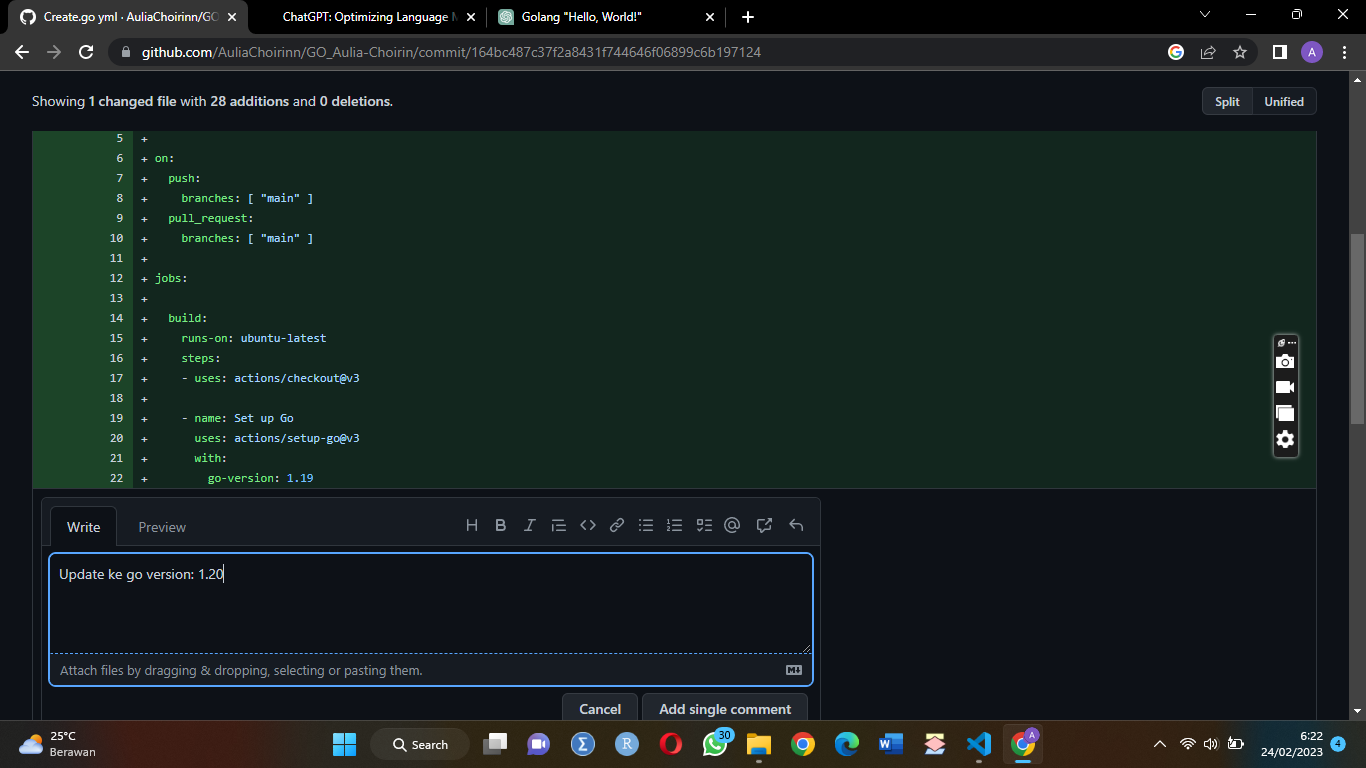 Create.go yml · AuliaChoirinn/GO
ChatGPT: Optimizing Language M
Golang "Hello, World!"
github.com/AuliaChoirinn/GO_Aulia-Choirin/commit/164bc487c37f2a8431f744646f06899c6b197124
A
Showing 1 changed file with 28 additions and 0 deletions.
Split
Unified
5 +
6 + on:
7 + push:
8 + branches: [ "main" ]
9 + pull_request:
10 + branches: [ "main" ]
11 +
12 + jobs:
13 +
14 + build:
15 + runs-on: ubuntu-latest
16 + steps:
17 + - uses: actions/checkout@v3
18 +
19 + - name: Set up Go
20 + uses: actions/setup-go@v3
21 + with:
22 + go-version: 1.19
Write
Preview
Update ke go version: 1.20
Attach files by dragging & dropping, selecting or pasting them.
Cancel
Add single comment
25°C
Berawan
Search
30
A
6:22
24/02/2023
4